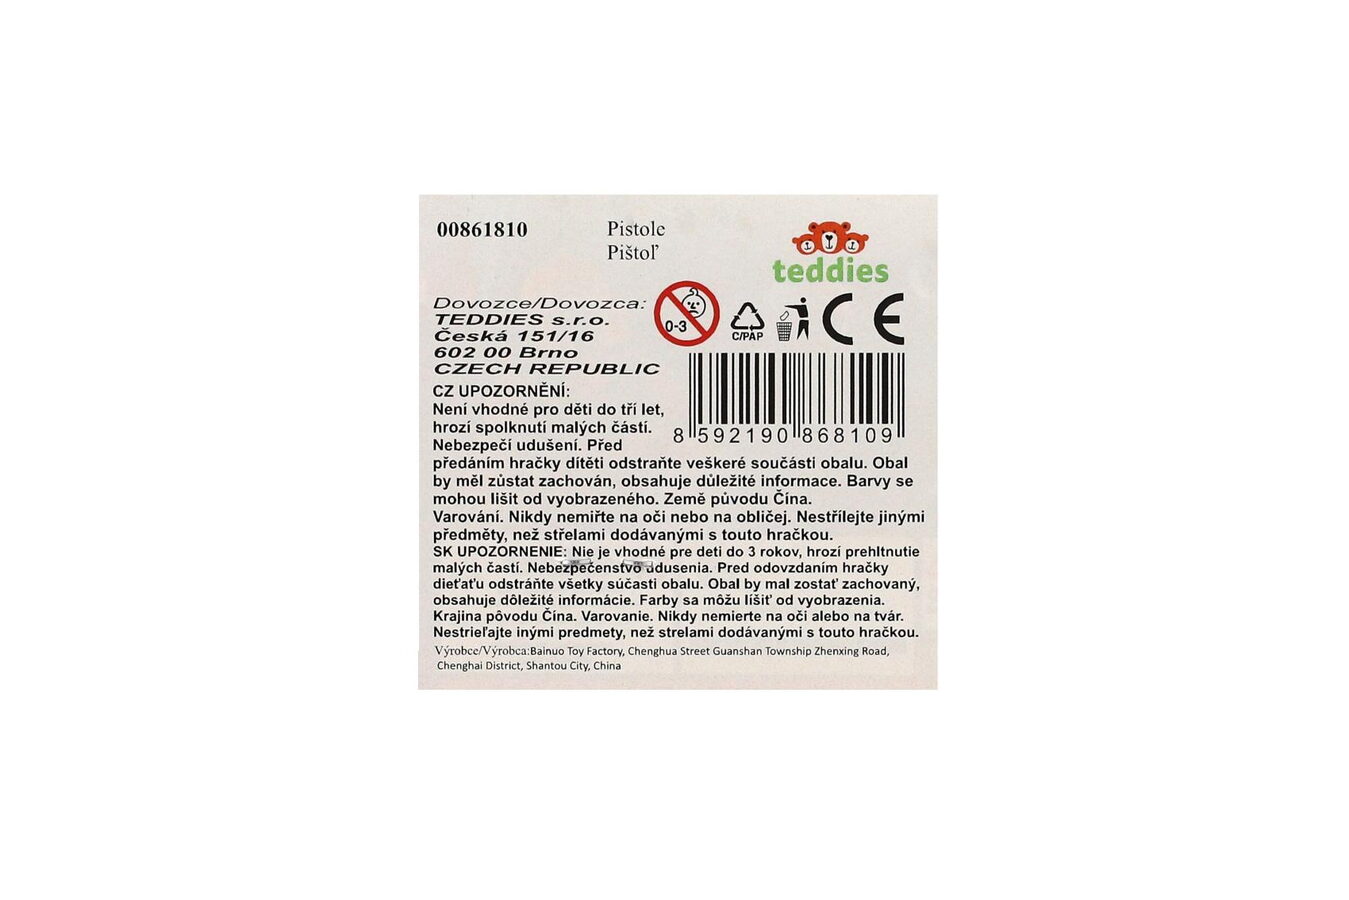 00861810
Pistole
Pištoľ
teddies
Dovozce/Dovozca:
TEDDIES s.r.o.
Česká 151/16
602 00 Brno
CZECH REPUBLIC
0-3
C/PAP
CE
8 592190 868109
CZ UPOZORNĚNÍ:
Není vhodné pro děti do tří let,
hrozí spolknutí malých částí.
Nebezpečí udušení. Před
předáním hračky dítěti odstraňte veškeré součásti obalu. Obal
by měl zůstat zachován, obsahuje důležité informace. Barvy se
mohou lišit od vyobrazeného. Země původu Čína.
Varování. Nikdy nemiřte na oči nebo na obličej. Nestřílejte jinými
předměty, než střelami dodávanými s touto hračkou.
SK UPOZORNENIE: Nie je vhodné pre deti do 3 rokov, hrozí prehltnutie
malých častí. Nebezpečenstvo udusenia. Pred odovzdaním hračky
dieťaťu odstráňte všetky súčasti obalu. Obal by mal zostať zachovaný,
obsahuje dôležité informácie. Farby sa môžu líšiť od vyobrazenia.
Krajina pôvodu Čína. Varovanie. Nikdy nemierte na oči alebo na tvár.
Nestrieľajte inými predmety, než strelami dodávanými s touto hračkou.
Výrobce/Výrobca:Bainuo Toy Factory, Chenghua Street Guanshan Township Zhenxing Road,
Chenghai District, Shantou City, China